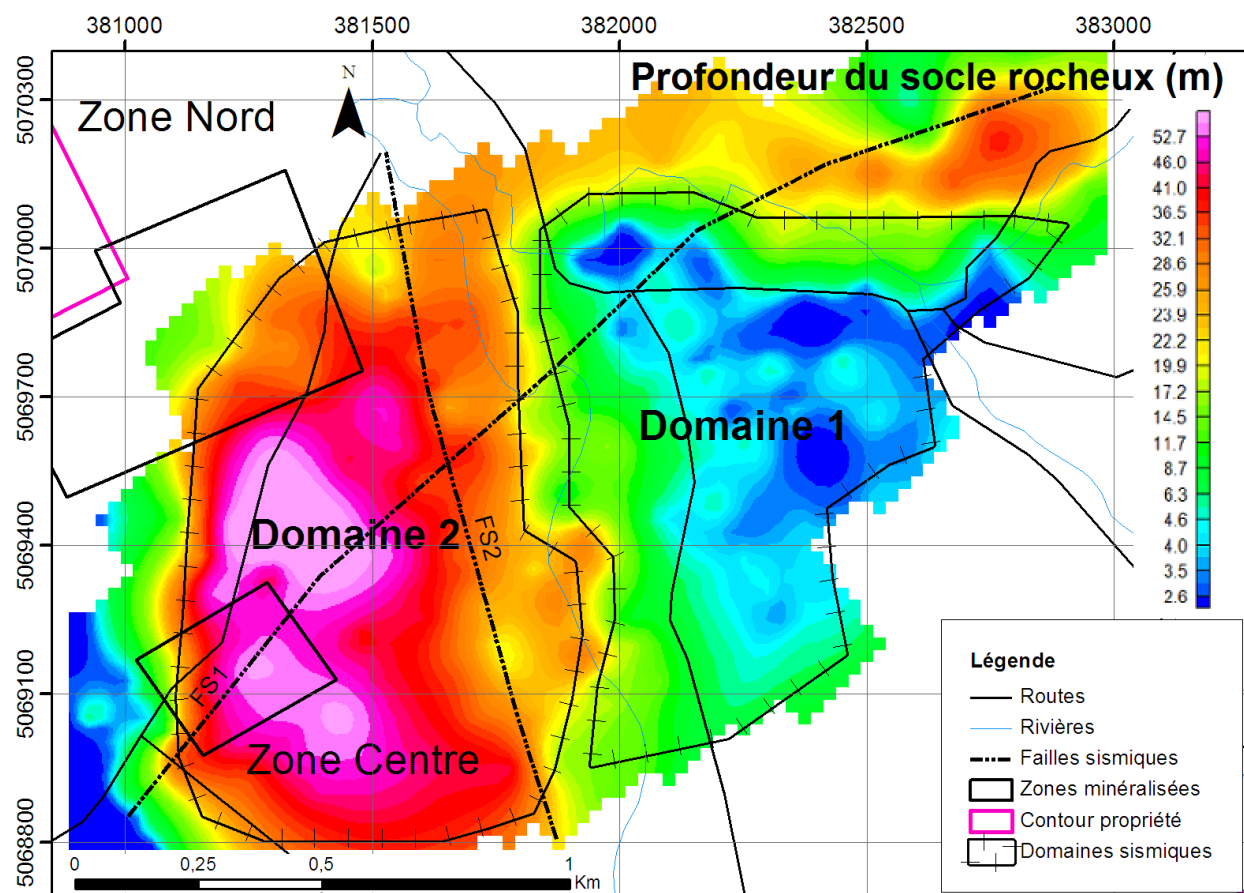 381000
381500
382000
382500
383000
Profondeur du socle rocheux (m)
N
Zone Nord
5070300
5070000
5069700
5069400
5069100
5068800
52.7
46.0
41.0
36.5
32.1
28.6
25.9
23.9
22.2
19.9
17.2
14.5
11.7
8.7
6.3
4.6
4.0
3.5
2.6
Domaine 1
Domaine 2
FS2
FS1
Zone Centre
Légende
Routes
Rivières
Failles sismiques
Zones minéralisées
Contour propriété
Domaines sismiques
0
0,25
0,5
1
Km